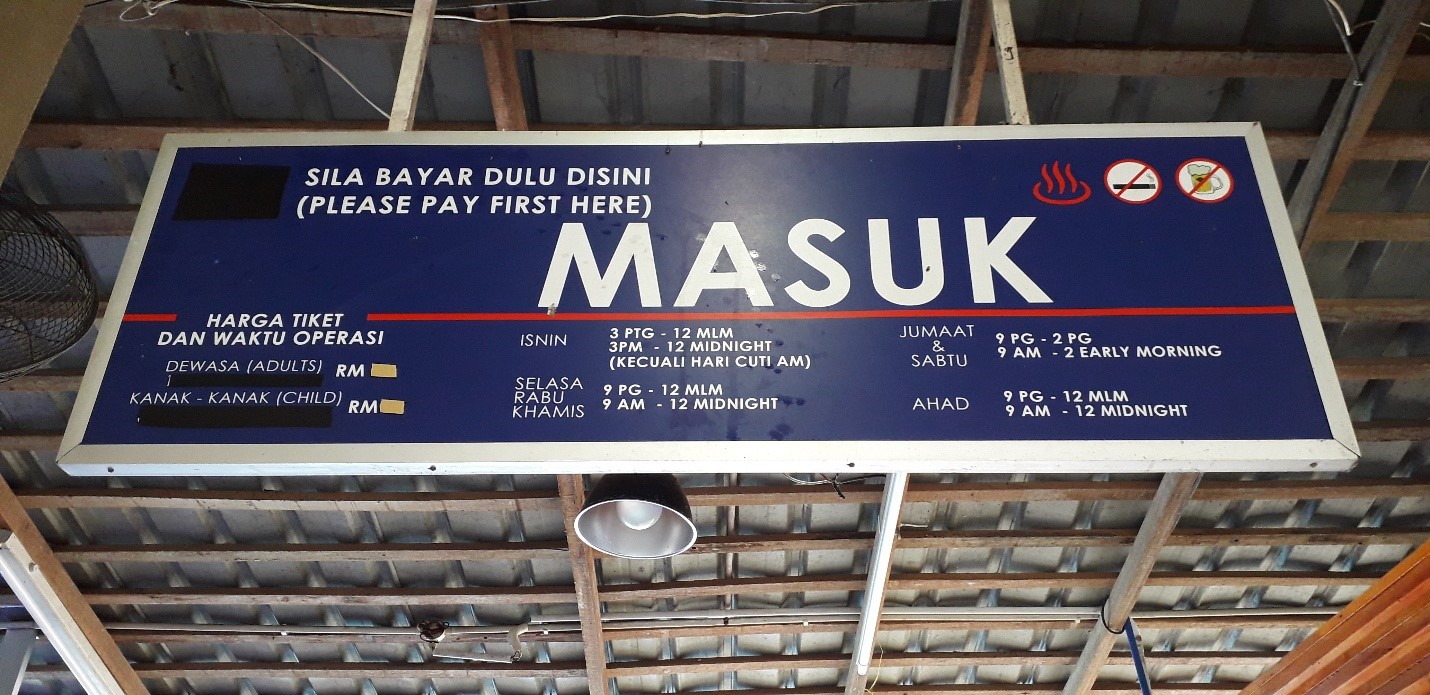 SILA BAYAR DULU DISINI
(PLEASE PAY FIRST HERE)
MASUK
HARGA TIKET
DAN WAKTU OPERASI
DEWASA (ADULTS) RM
KANAK - KANAK (CHILD) RM
ISNIN
3 PTG - 12 MLM
3PM - 12 MIDNIGHT
(KECUALI HARI CUTI AM)
SELASA
RABU
KHAMIS
9 PG - 12 MLM
9 AM - 12 MIDNIGHT
JUMAAT
&
SABTU
9 PG - 2 PG
9 AM - 2 EARLY MORNING
AHAD
9 PG - 12 MLM
9 AM - 12 MIDNIGHT